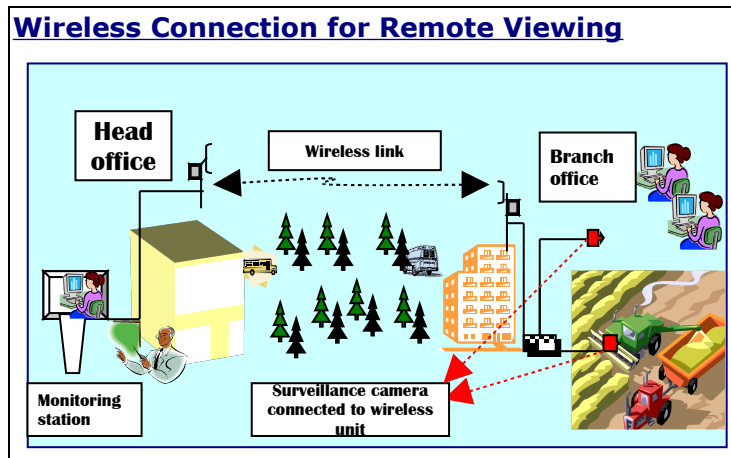 Wireless Connection for Remote Viewing
Head
office
Wireless link
Branch
office
Monitoring
station
Surveillance camera
connected to wireless
unit